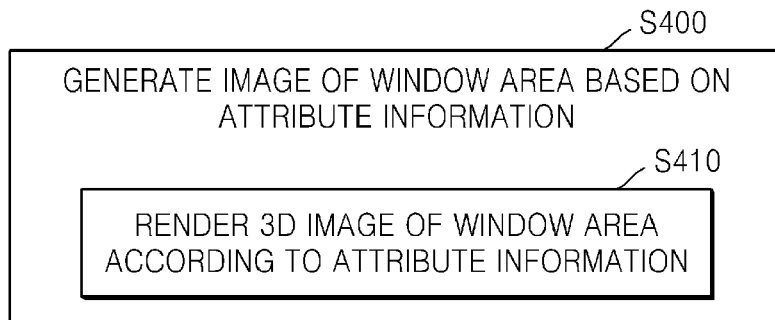 S400
GENERATE IMAGE OF WINDOW AREA BASED ON
ATTRIBUTE INFORMATION
S410
RENDER 3D IMAGE OF WINDOW AREA
ACCORDING TO ATTRIBUTE INFORMATION